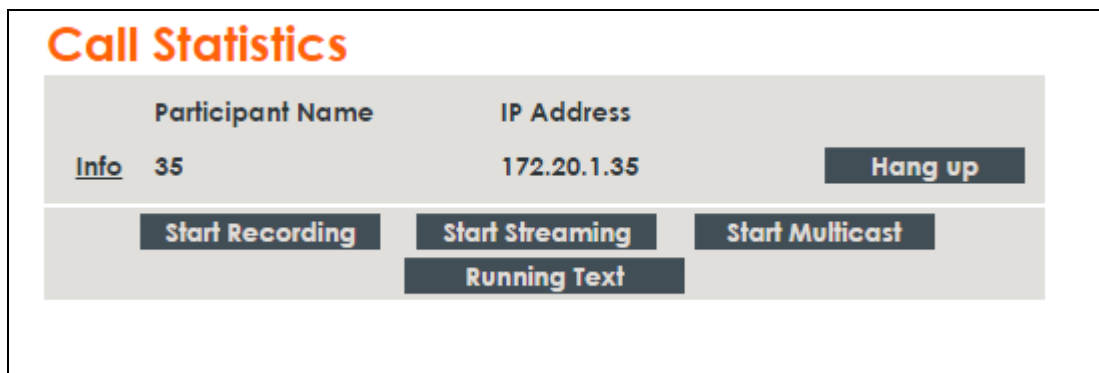 Call Statistics
Participant Name IP Address
Info 35 172.20.1.35 Hang up
Start Recording Start Streaming Start Multicast
Running Text